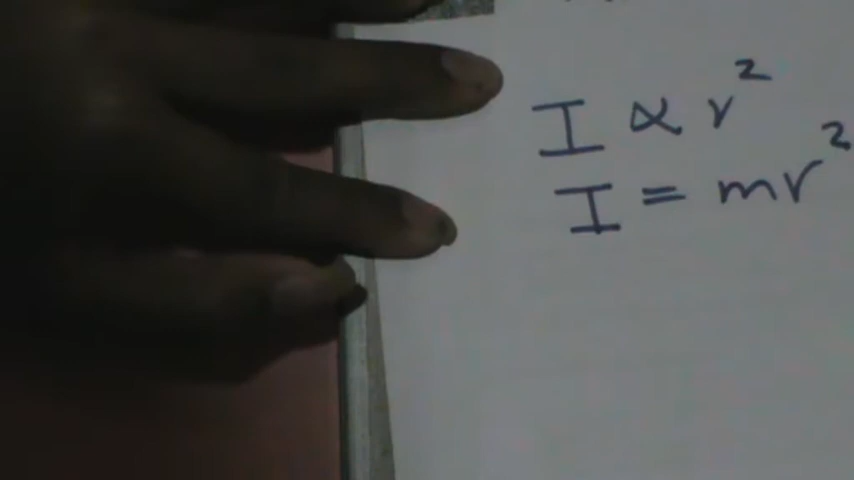 I ∝ r²
I = mr²